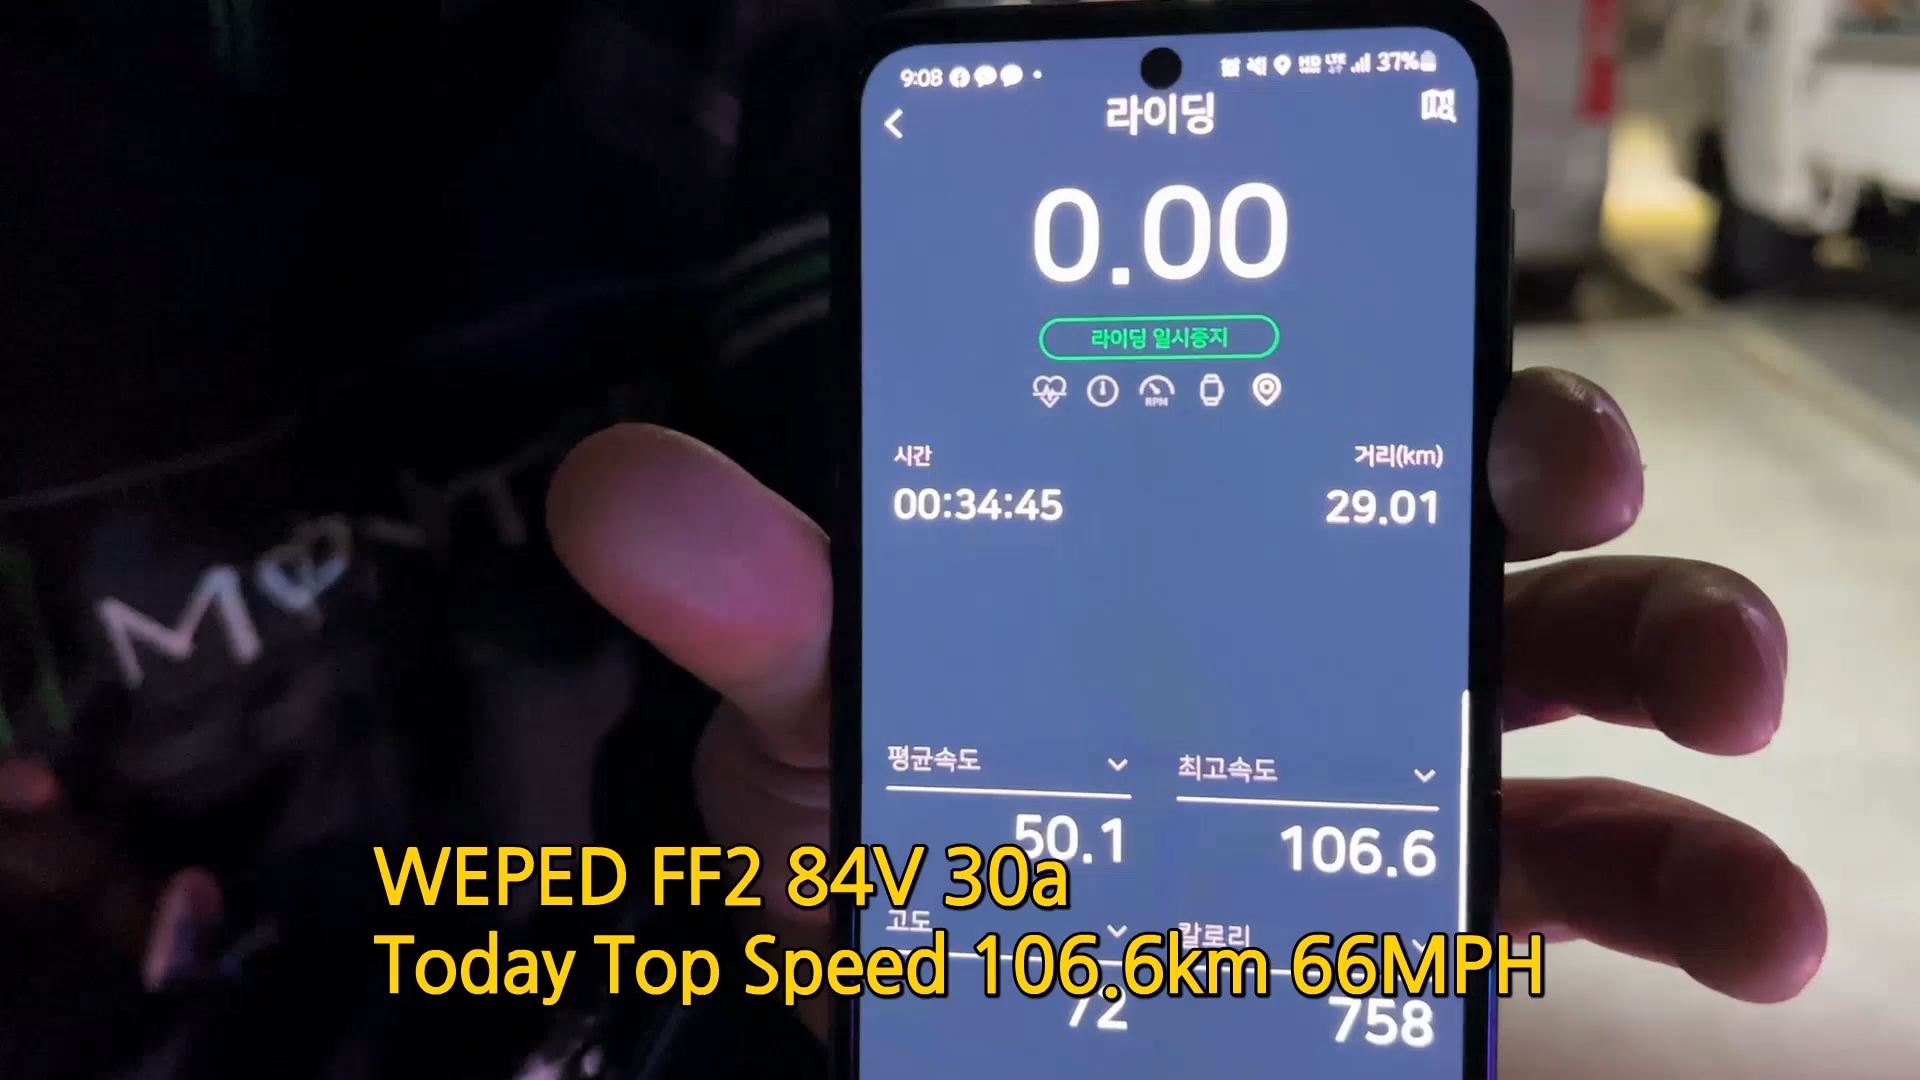 9:08
37%
라이딩
0.00
라이딩 일시중지
RPM
시간
거리(km)
00:34:45
29.01
평균속도
최고속도
50.1
106.6
WEPED FF2 84V 30a
고도
칼로리
Today Top Speed 106.6km 66MPH
72
758